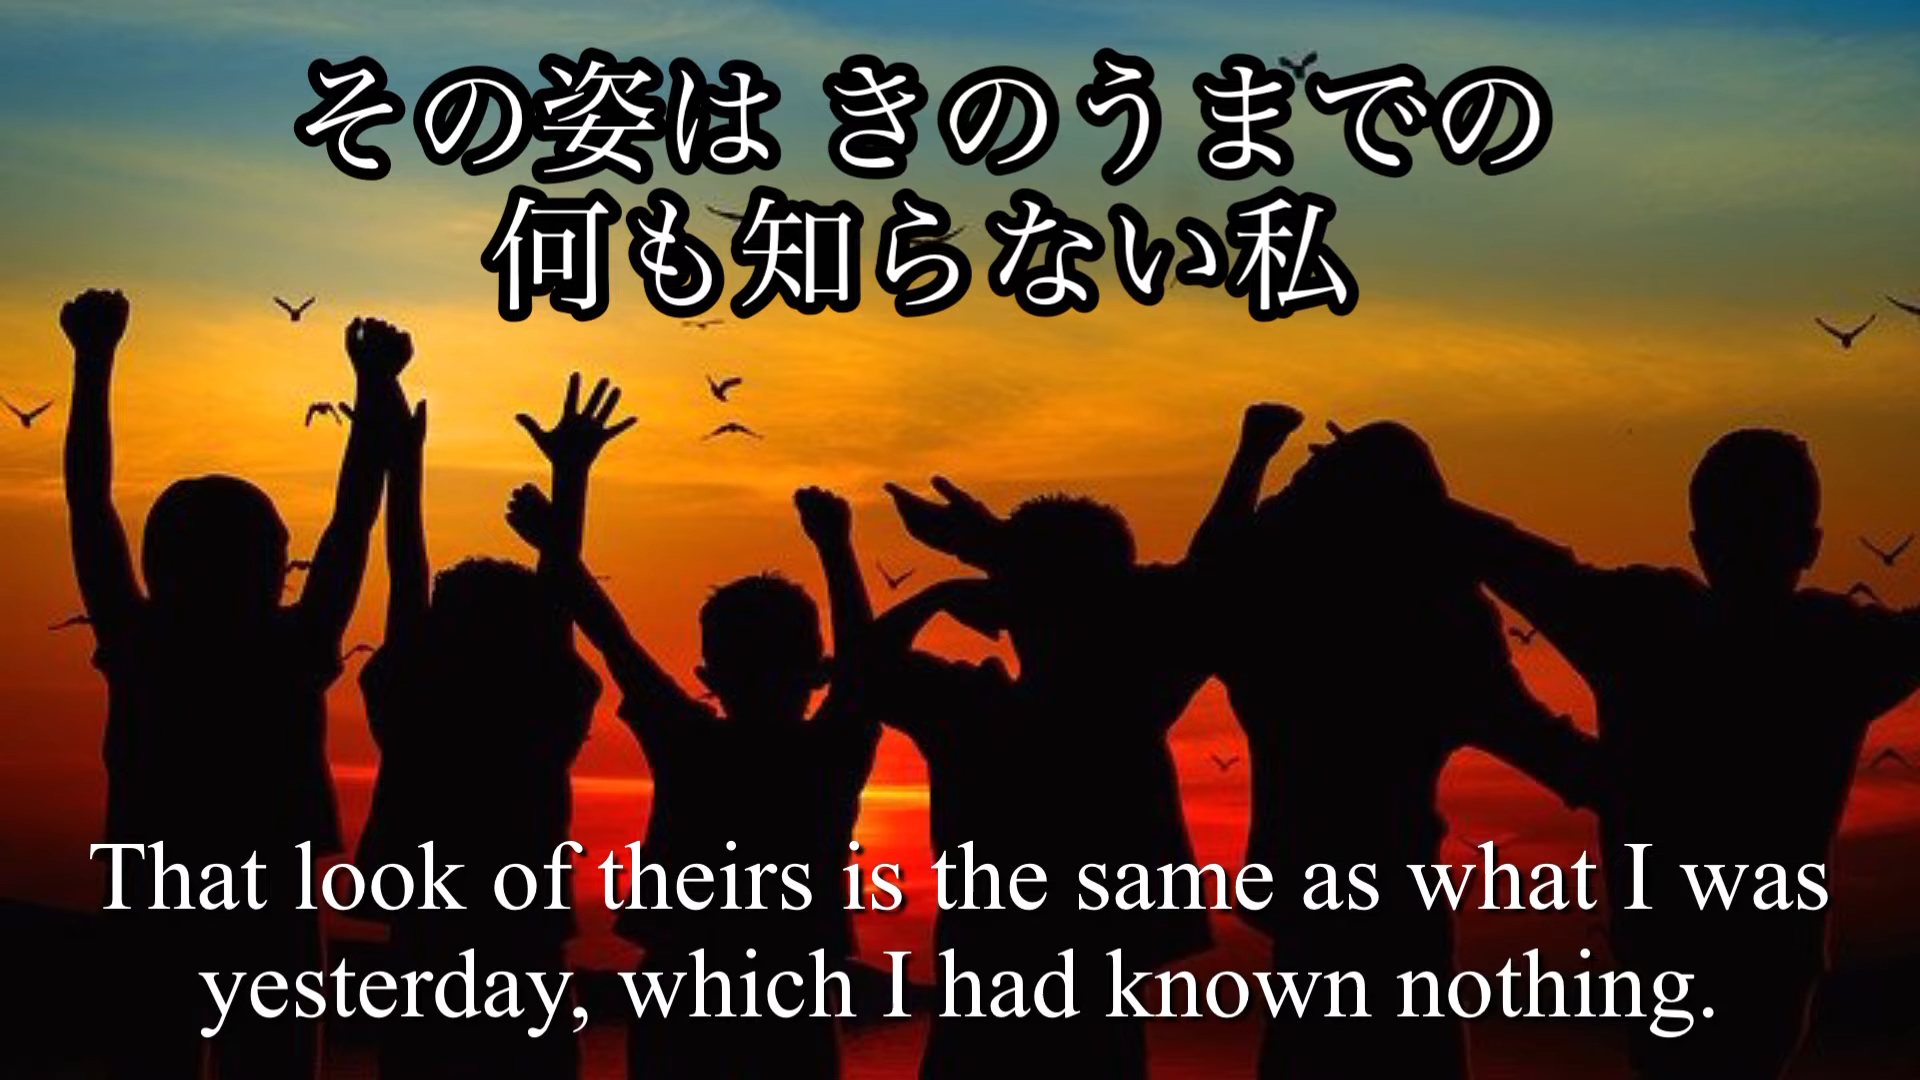 その姿は きのうまでの
何も知らない私
That look of theirs is the same as what I was
yesterday, which I had known nothing.